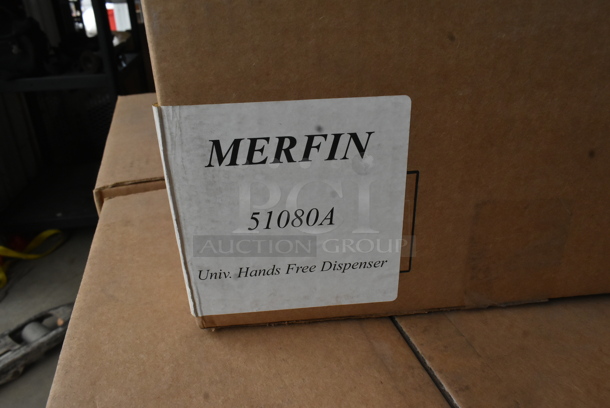 MERFIN
PCi
51080A
AUCTION GROUP
Univ. Hands Free Dispenser